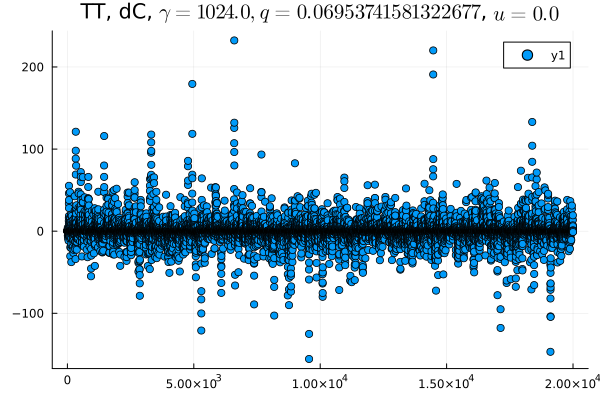 TT, dC, γ = 1024.0, q = 0.06953741581322677, u = 0.0
y1
200
100
0
−100
0 5.00×10³ 1.00×10⁴ 1.50×10⁴ 2.00×10⁴